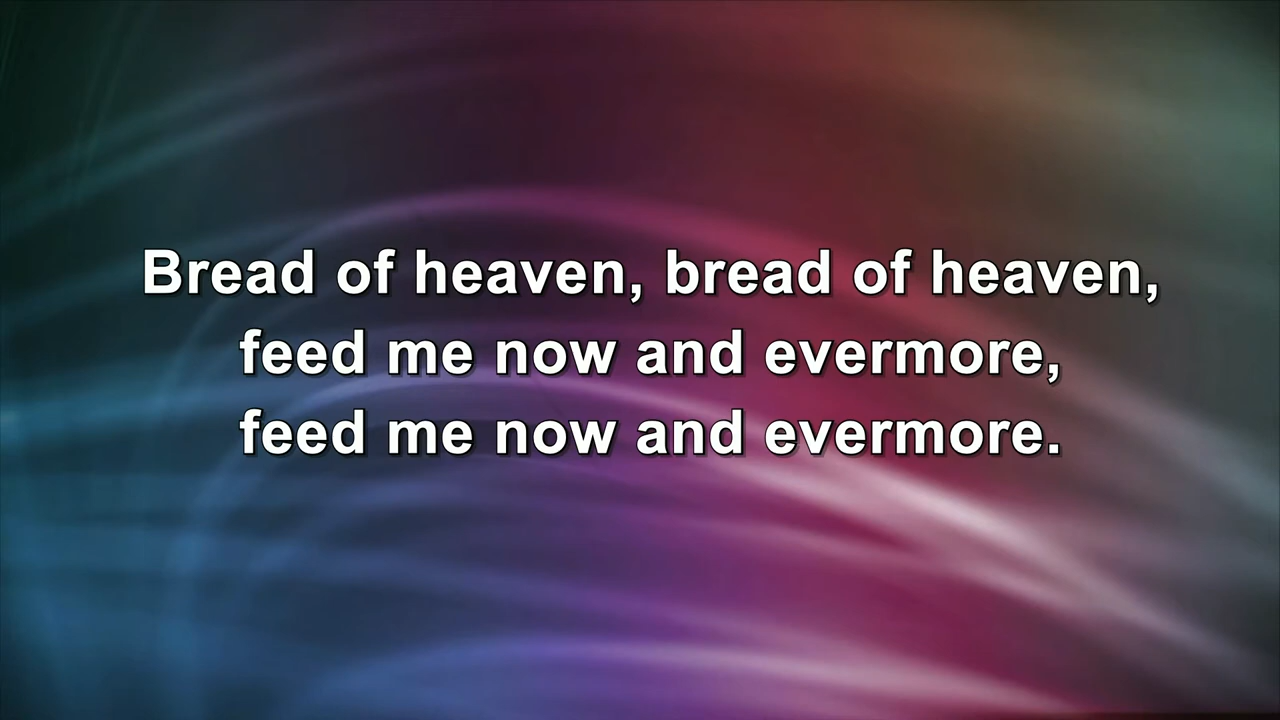 Bread of heaven, bread of heaven,
feed me now and evermore,
feed me now and evermore.